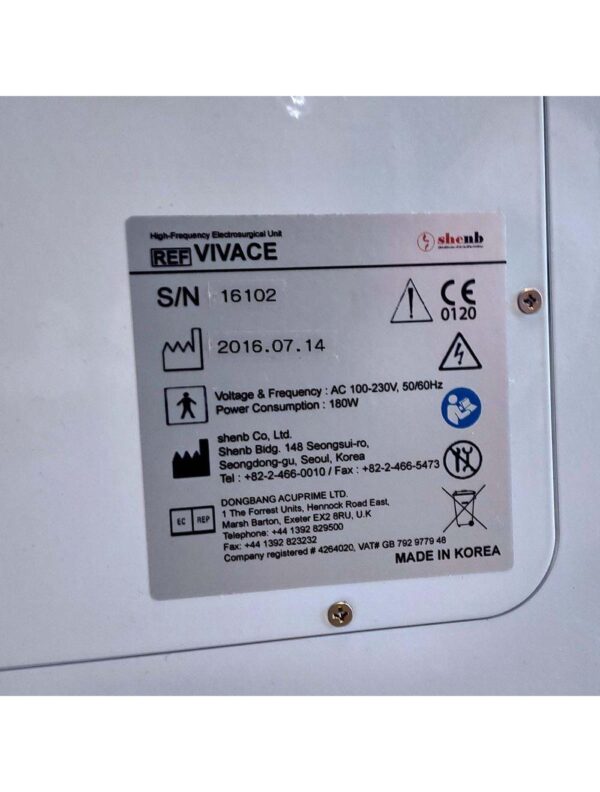 High-Frequency Electrosurgical Unit
REF VIVACE
shenb
S/N 16102
CE
0120
2016.07.14
Voltage & Frequency : AC 100-230V, 50/60Hz
Power Consumption : 180W
shenb Co, Ltd.
Shenb Bldg. 148 Seongsui-ro,
Seongdong-gu, Seoul, Korea
Tel : +82-2-466-0010 / Fax : +82-2-466-5473
EC REP
DONGBANG ACUPRIME LTD.
1 The Forrest Units, Hennock Road East,
Marsh Barton, Exeter EX2 8RU, U.K
Telephone: +44 1392 829500
Fax: +44 1392 823232
Company registered # 4264020, VAT# GB 792 9779 48
MADE IN KOREA